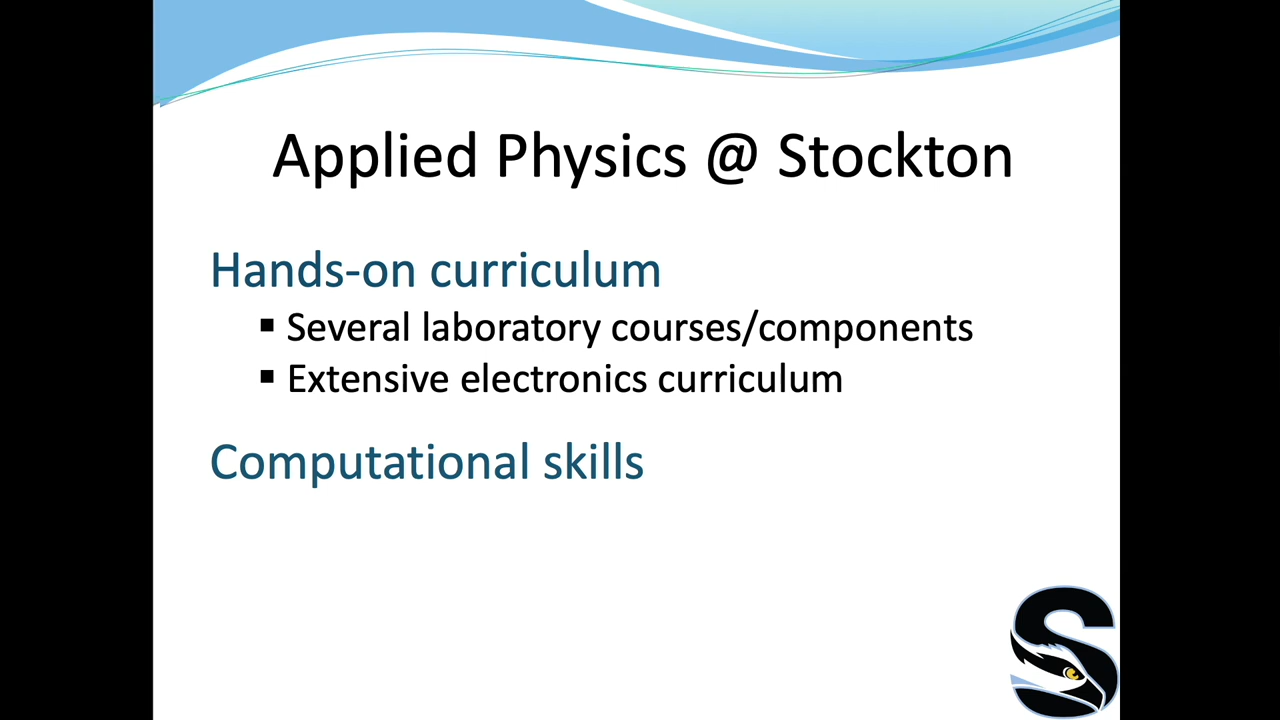 Applied Physics @ Stockton
Hands-on curriculum
▪ Several laboratory courses/components
▪ Extensive electronics curriculum
Computational skills
S